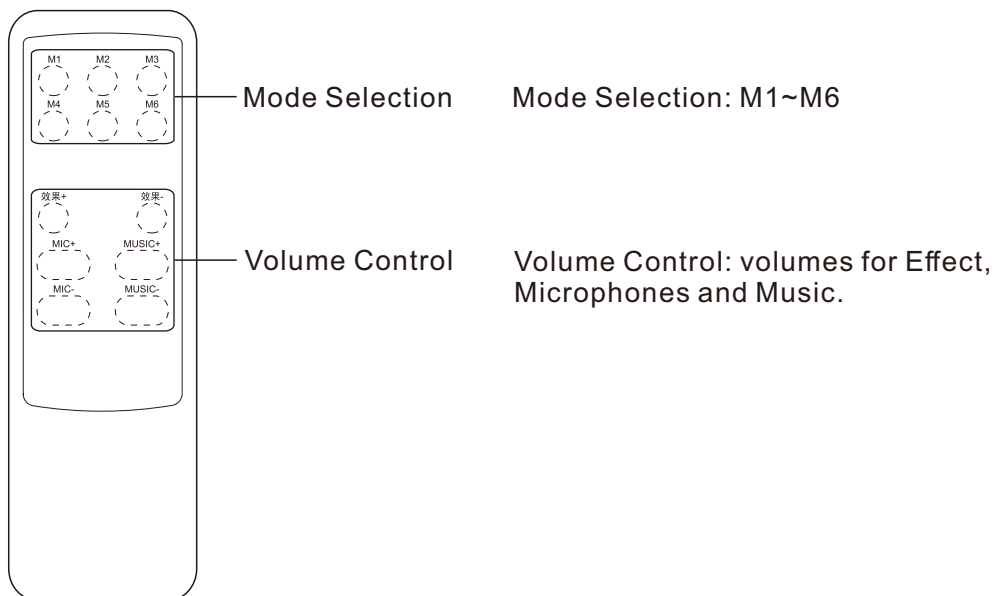 M1 M2 M3
M4 M5 M6
Mode Selection
Mode Selection: M1~M6
效果+ 效果-
MIC+ MUSIC+
MIC- MUSIC-
Volume Control
Volume Control: volumes for Effect,
Microphones and Music.